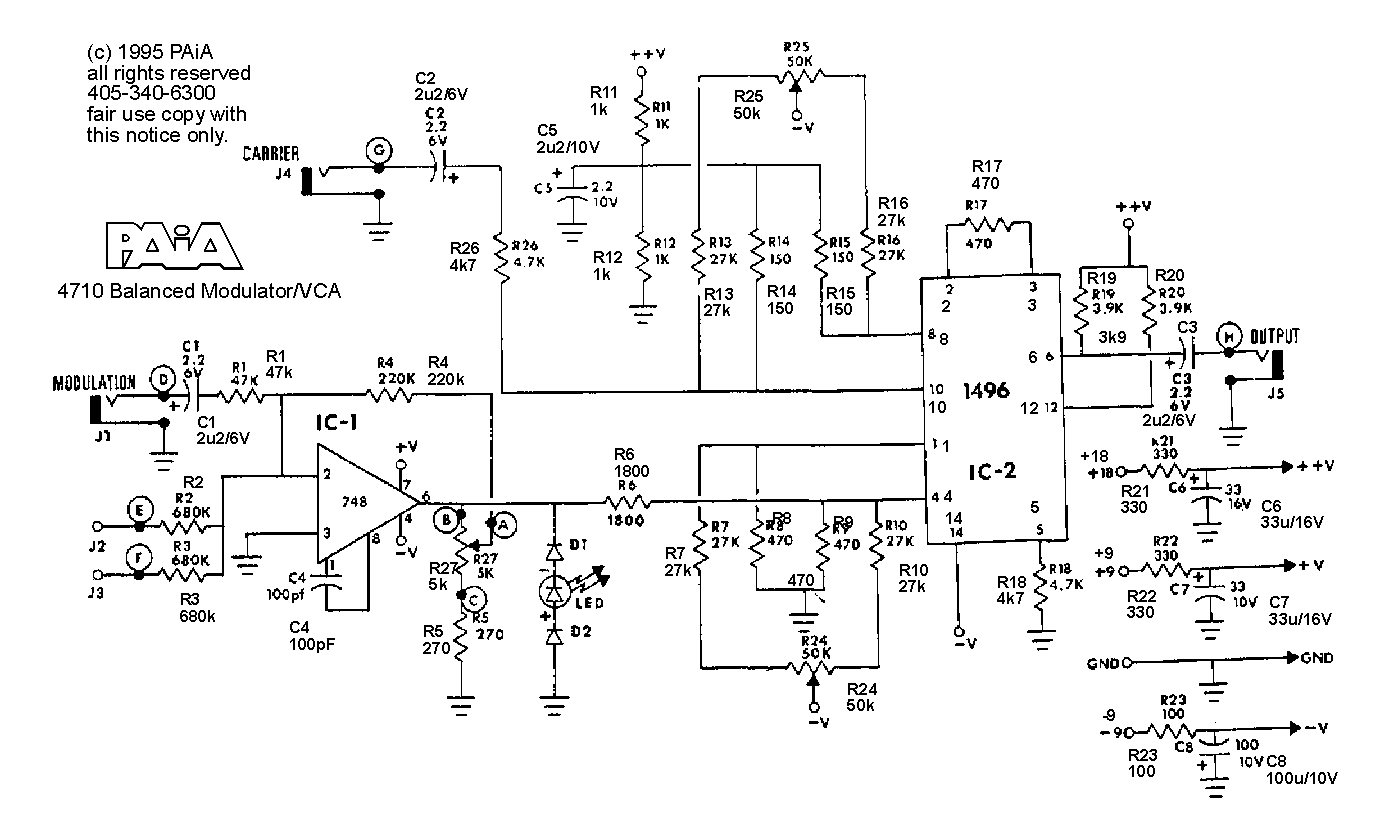 (c) 1995 PAiA
all rights reserved
405-340-6300
fair use copy with
this notice only.
PAiA
4710 Balanced Modulator/VCA
C2
2u2/6V
C2
2.2
6V
+
CARRIER
J4
G
R26
4k7
R26
4.7K
++V
R11
1k
R11
1K
C5
2u2/10V
+
C5
2.2
10V
R12
1k
R12
1K
R25
50K
R25
50k
-V
R13
27K
R13
27k
R14
150
R14
150
R15
150
R15
150
R16
27k
R16
27K
R17
470
R17
470
2
2
3
3
8
8
10
10
1496
IC-2
1
1
4
4
14
14
5
5
6
6
12
12
++V
R19
R19
3.9K
R20
R20
3.9K
3k9
C3
+
C3
2.2
6V
2u2/6V
H
OUTPUT
J5
MODULATION
J1
D
C1
2.2
6V
+
C1
2u2/6V
R1
47K
R1
47k
R4
220K
R4
220k
IC-1
748
2
3
+V
7
6
4
-V
8
1
E
J2
R2
R2
680K
F
J3
R3
680K
R3
680k
C4
100pf
C4
100pF
B
A
R27
5k
R27
5K
C
R5
270
R5
270
D1
LED
+
D2
R6
1800
R6
1800
R7
27K
R7
27k
R8
R8
470
R9
R9
470
470
R10
27K
R10
27k
R24
50K
R24
50k
-V
-V
R18
4k7
R18
4.7K
+18
+18
R21
330
R21
330
C6
+
33
16V
C6
33u/16V
++V
+9
+9
R22
330
R22
330
C7
+
33
10V
C7
33u/16V
+V
GND
GND
-9
-9
R23
100
R23
100
C8
+
100
10V
C8
100u/10V
-V